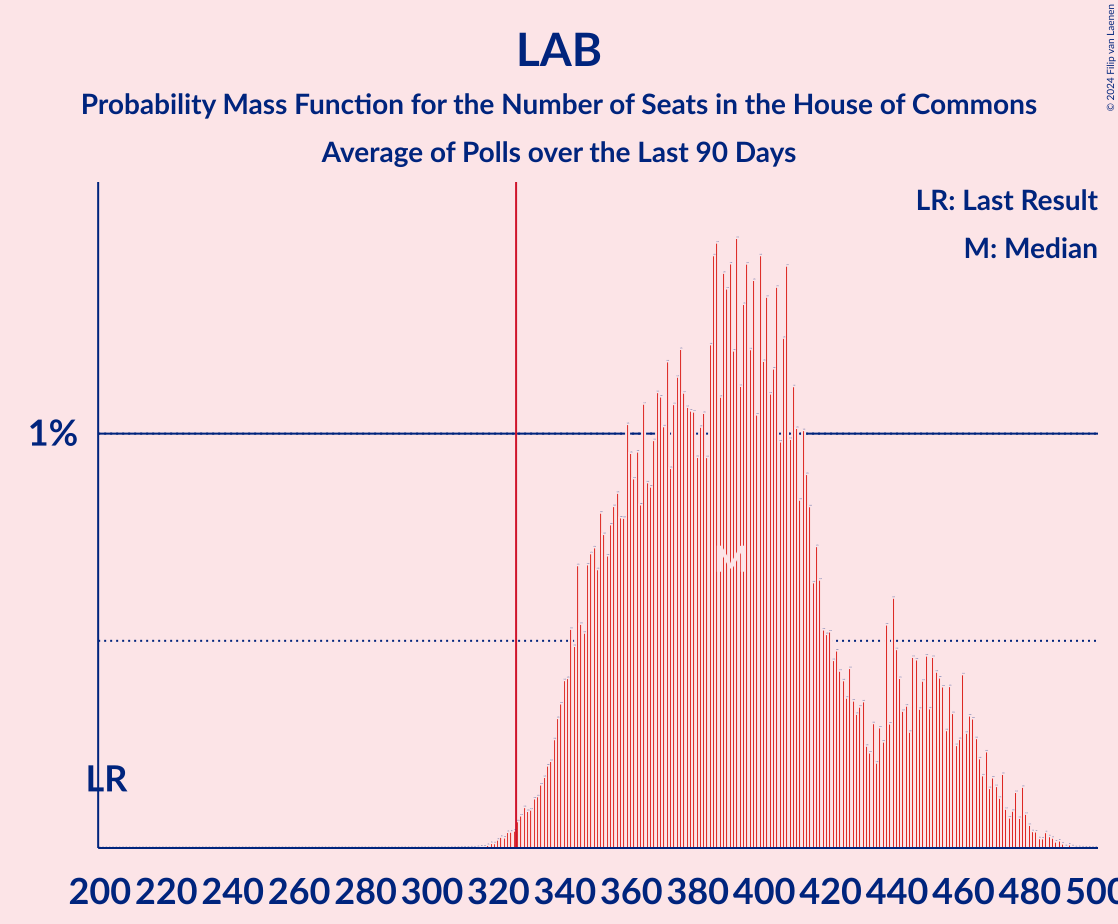 LAB
Probability Mass Function for the Number of Seats in the House of Commons
Average of Polls over the Last 90 Days
© 2024 Filip van Laenen
LR: Last Result
M: Median
1%
M
LR
200 220 240 260 280 300 320 340 360 380 400 420 440 460 480 500